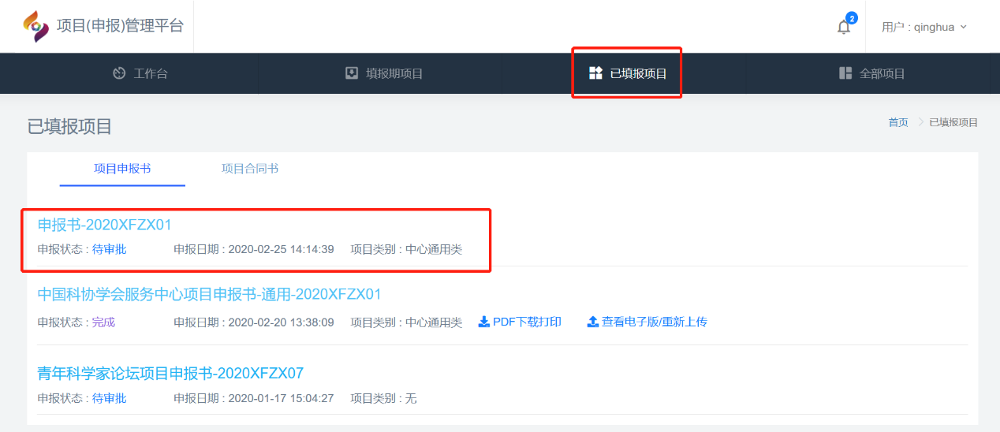 项目(申报)管理平台
2
用户 : qinghua
工作台
填报期项目
已填报项目
全部项目
已填报项目
首页 已填报项目
项目申报书
项目合同书
申报书-2020XFZX01
申报状态 : 待审批 申报日期 : 2020-02-25 14:14:39 项目类别 : 中心通用类
中国科协学会服务中心项目申报书-通用-2020XFZX01
申报状态 : 完成 申报日期 : 2020-02-20 13:38:09 项目类别 : 中心通用类 PDF下载打印 查看电子版/重新上传
青年科学家论坛项目申报书-2020XFZX07
申报状态 : 待审批 申报日期 : 2020-01-17 15:04:27 项目类别 : 无